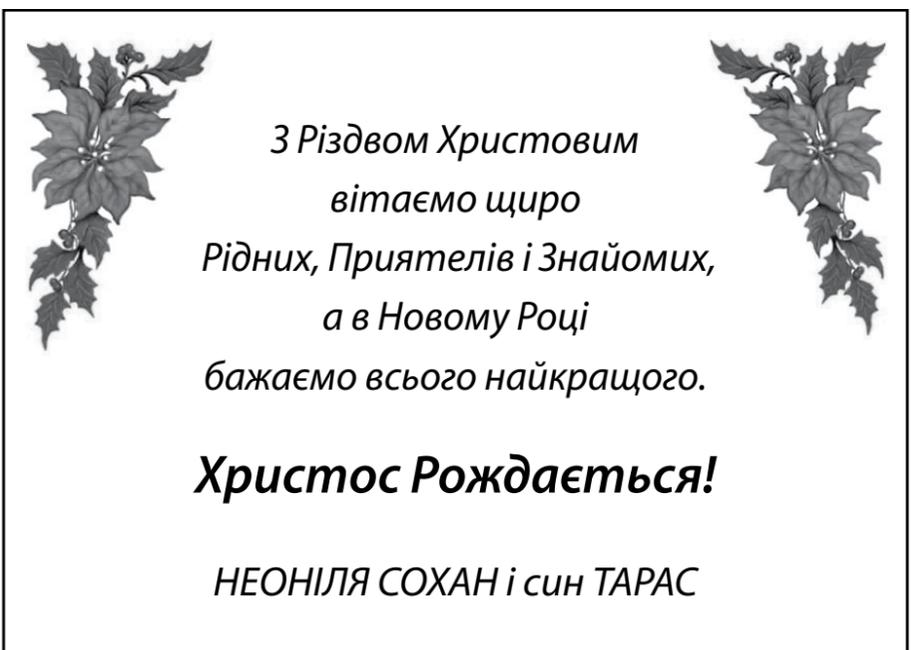 З Різдвом Христовим
вітаємо щиро
Рідних, Приятелів і Знайомих,
а в Новому Році
бажаємо всього найкращого.
Христос Рождається!
НЕОНІЛЯ СОХАН і син ТАРАС